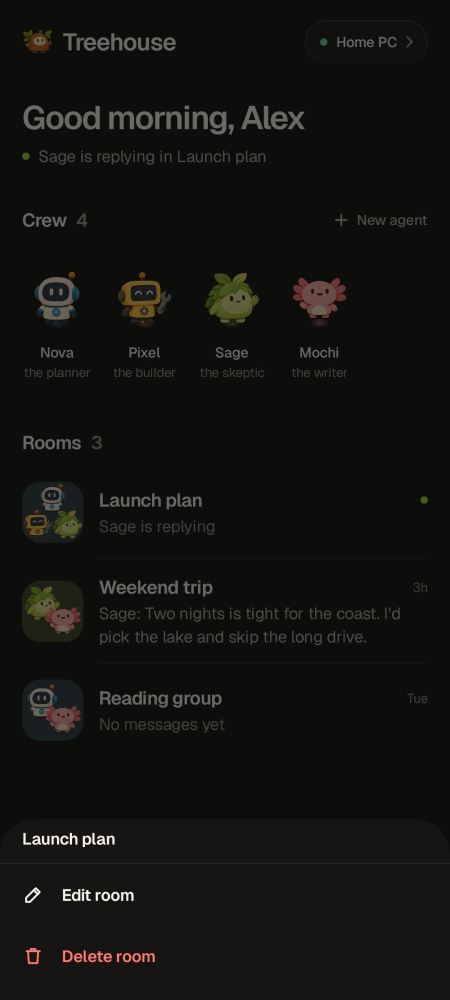 Treehouse
Home PC
Good morning, Alex
Sage is replying in Launch plan
Crew 4
New agent
Nova
the planner
Pixel
the builder
Sage
the skeptic
Mochi
the writer
Rooms 3
Launch plan
Sage is replying
Weekend trip
3h
Sage: Two nights is tight for the coast. I'd
pick the lake and skip the long drive.
Reading group
Tue
No messages yet
Launch plan
Edit room
Delete room